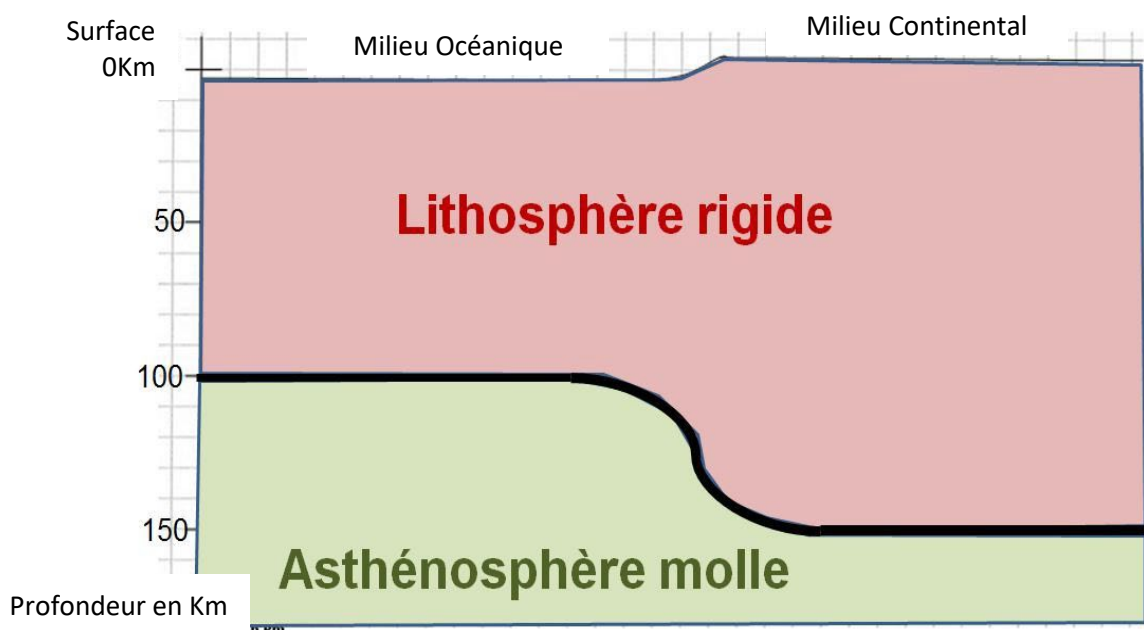 Surface
0Km
Milieu Océanique
Milieu Continental
50
Lithosphère rigide
100
150
Asthénosphère molle
Profondeur en Km